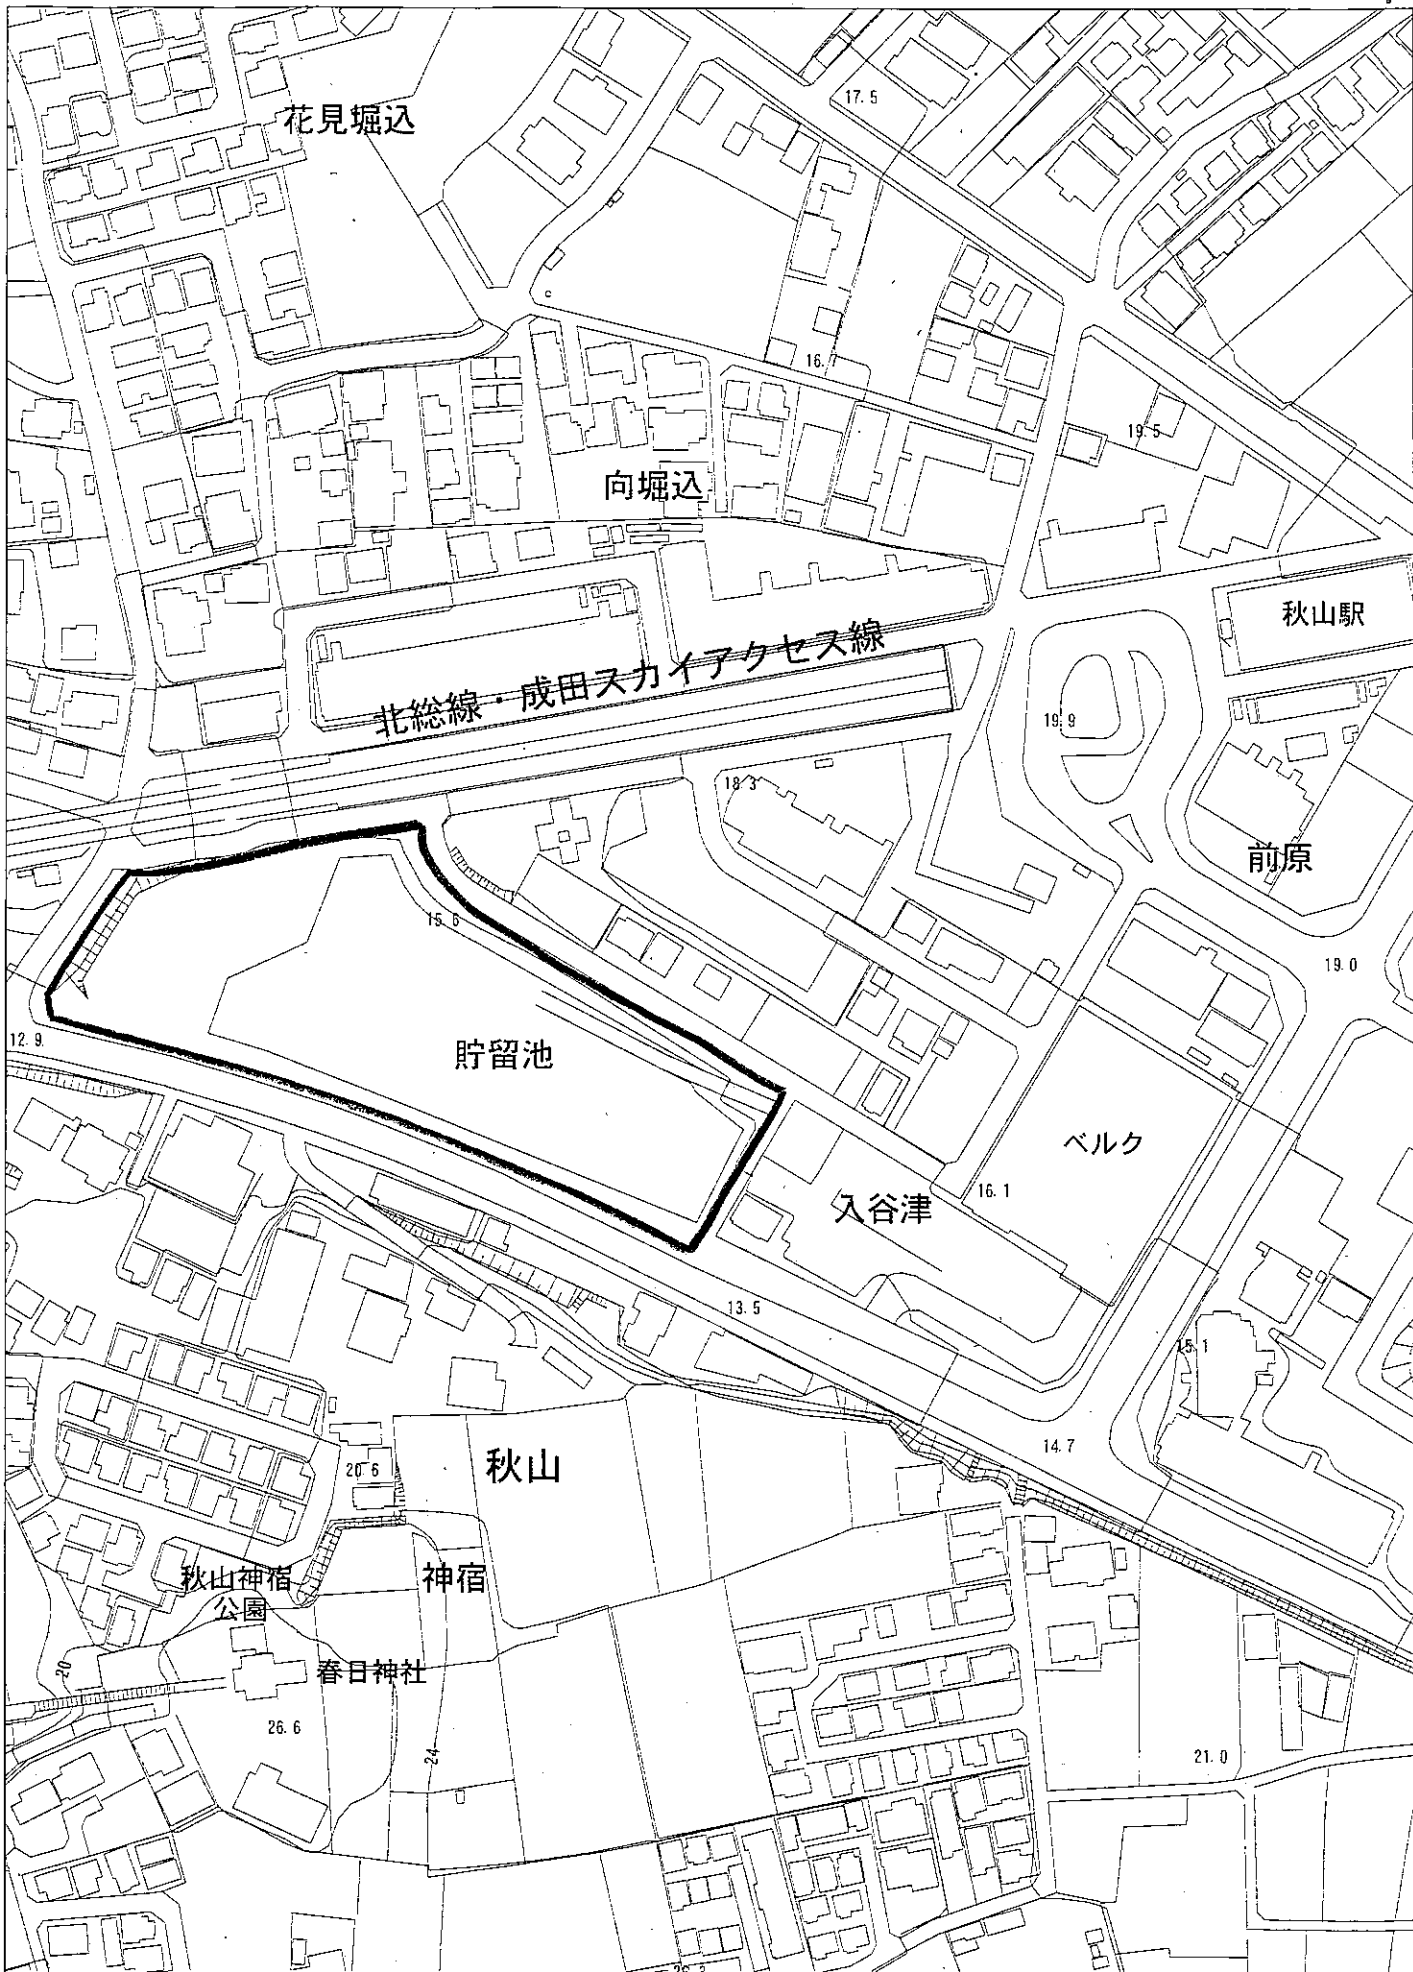 花見堀込
17.5
16.7
19.5
向堀込
秋山駅
北総線・成田スカイアクセス線
19.9
18.3
前原
15.6
19.0
12.9
貯留池
ベルク
16.1
入谷津
13.5
15.1
14.7
秋山
20.6
秋山神宿
公園
神宿
春日神社
20
26.6
24
21.0